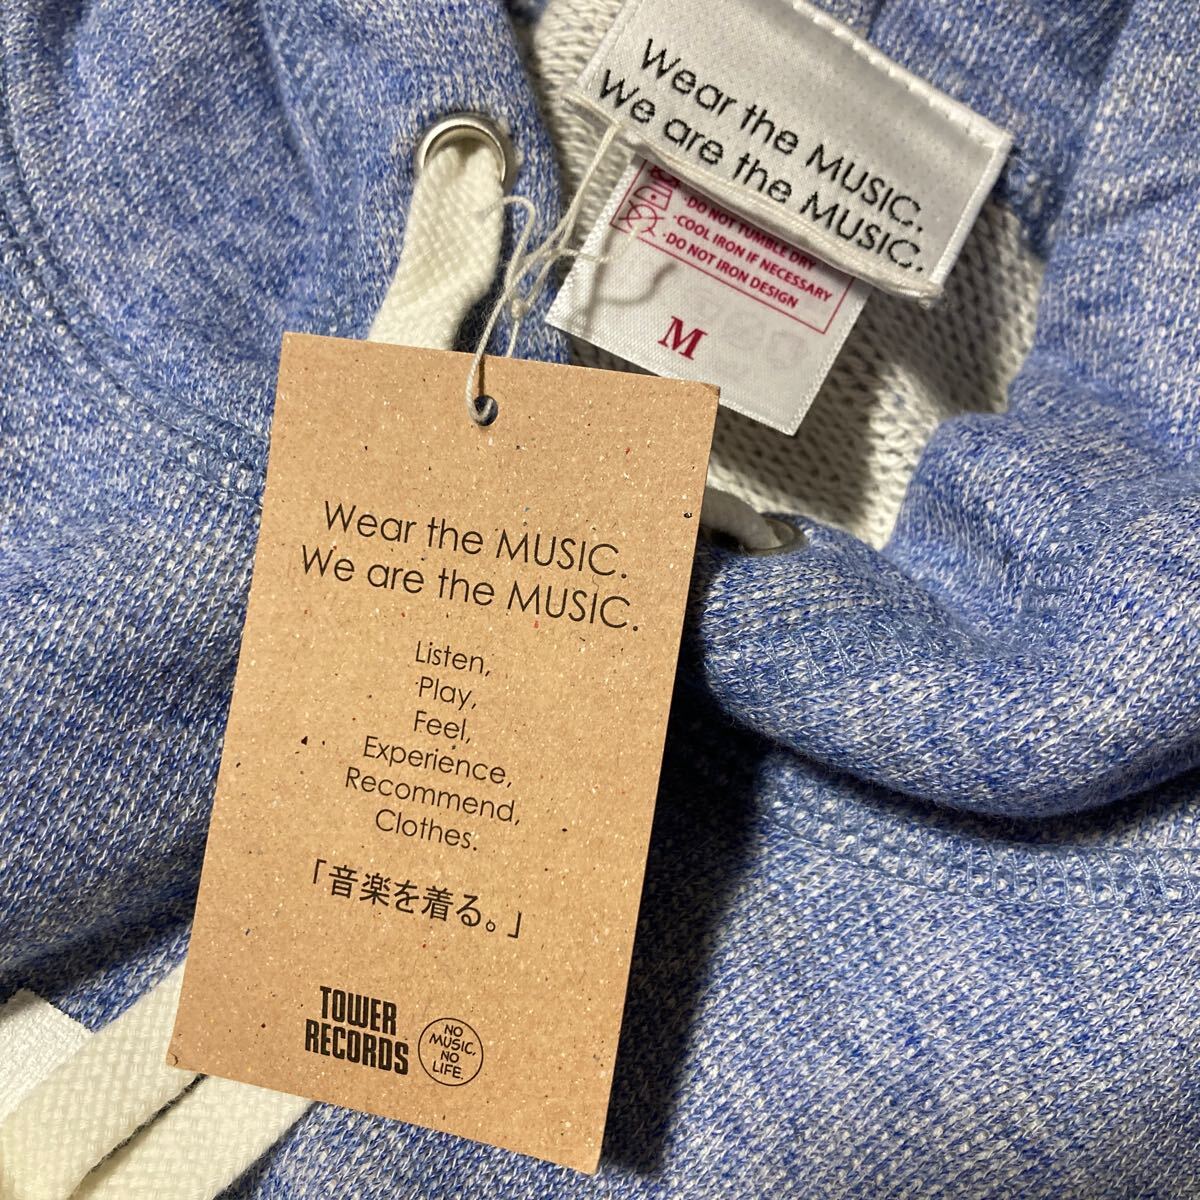 Wear the MUSIC.
We are the MUSIC.
·DO NOT TUMBLE DRY
·COOL IRON IF NECESSARY
·DO NOT IRON DESIGN
M
Wear the MUSIC.
We are the MUSIC.
Listen,
Play,
Feel,
Experience,
Recommend,
Clothes.
「音楽を着る。」
TOWER
RECORDS
NO
MUSIC,
NO
LIFE.